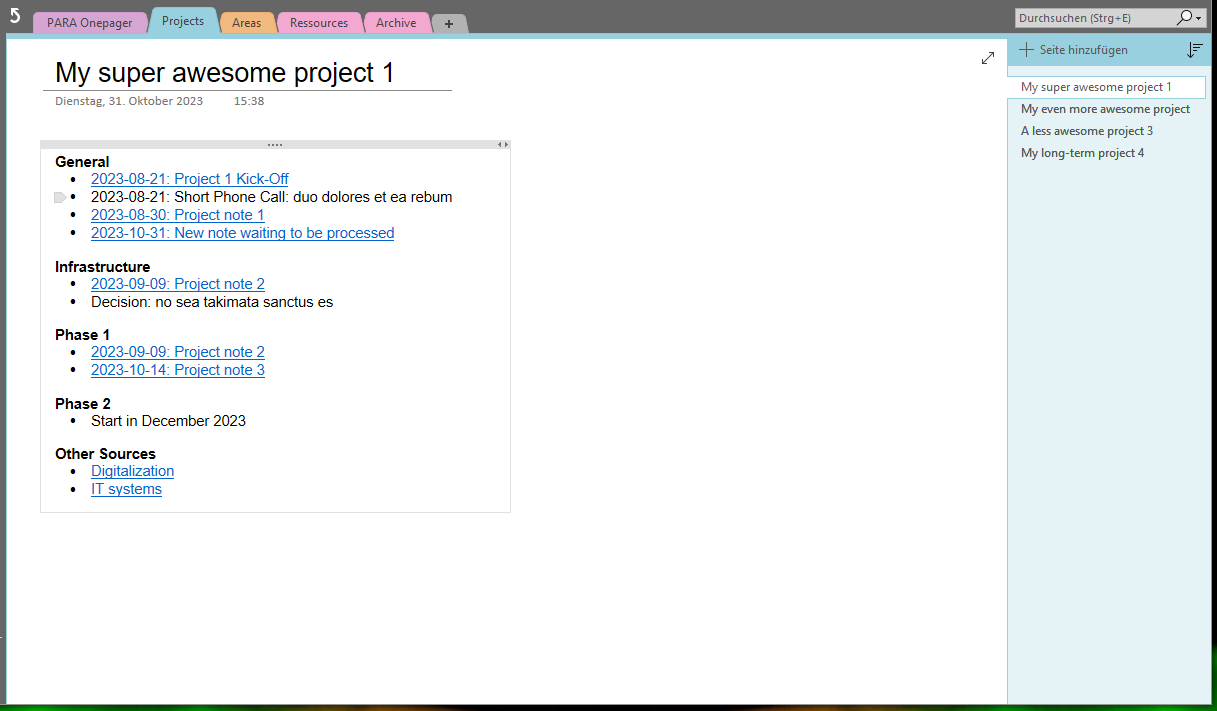 PARA Onepager
Projects
Areas
Ressources
Archive
+
Durchsuchen (Strg+E)
My super awesome project 1
Dienstag, 31. Oktober 2023 15:38
General
• 2023-08-21: Project 1 Kick-Off
• 2023-08-21: Short Phone Call: duo dolores et ea rebum
• 2023-08-30: Project note 1
• 2023-10-31: New note waiting to be processed
Infrastructure
• 2023-09-09: Project note 2
• Decision: no sea takimata sanctus es
Phase 1
• 2023-09-09: Project note 2
• 2023-10-14: Project note 3
Phase 2
• Start in December 2023
Other Sources
• Digitalization
• IT systems
Seite hinzufügen
My super awesome project 1
My even more awesome project
A less awesome project 3
My long-term project 4